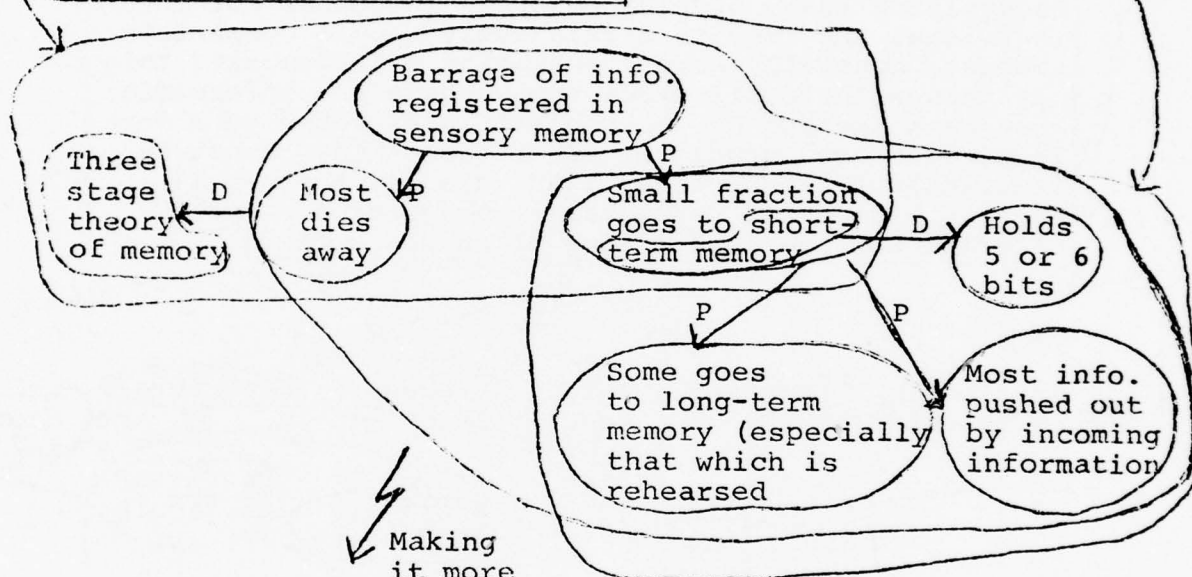 Barrage of info.
registered in
sensory memory
P
P
Three
stage
theory
of memory
D
Most
dies
away
Small fraction
goes to short-
term memory
D
Holds
5 or 6
bits
P
P
Some goes
to long-term
memory (especially
that which is
rehearsed
Most info.
pushed out
by incoming
information
Making
it more